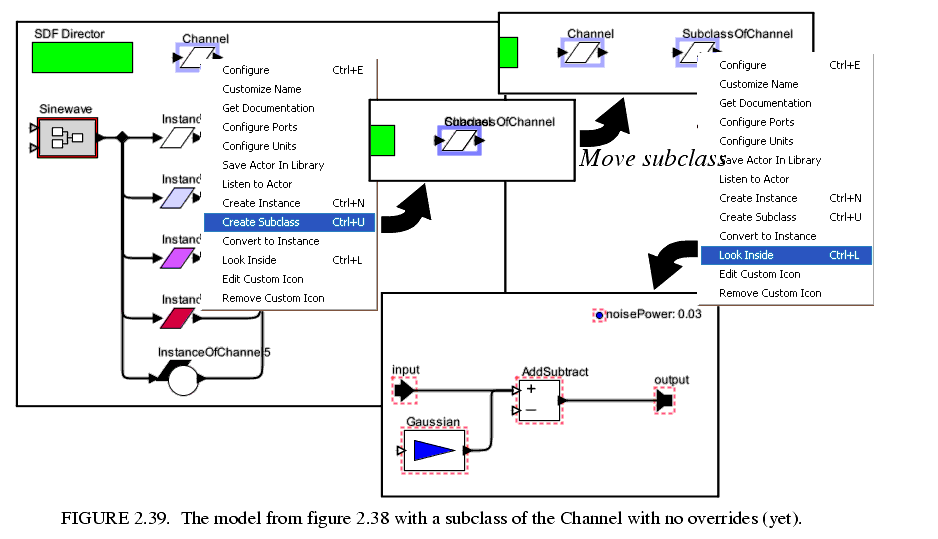 SDF Director
Channel
Sinewave
Instanc
Instanc
Instanc
Instanc
InstanceOfChannel5
Configure Ctrl+E
Customize Name
Get Documentation
Configure Ports
Configure Units
Save Actor In Library
Listen to Actor
Create Instance Ctrl+N
Create Subclass Ctrl+U
Convert to Instance
Look Inside Ctrl+L
Edit Custom Icon
Remove Custom Icon
Channel SubclassOfChannel
Move subclass
Configure Ctrl+E
Customize Name
Get Documentation
Configure Ports
Configure Units
Save Actor In Library
Listen to Actor
Create Instance Ctrl+N
Create Subclass Ctrl+U
Convert to Instance
Look Inside Ctrl+L
Edit Custom Icon
Remove Custom Icon
noisePower: 0.03
input
AddSubtract
+
–
output
Gaussian
FIGURE 2.39. The model from figure 2.38 with a subclass of the Channel with no overrides (yet).